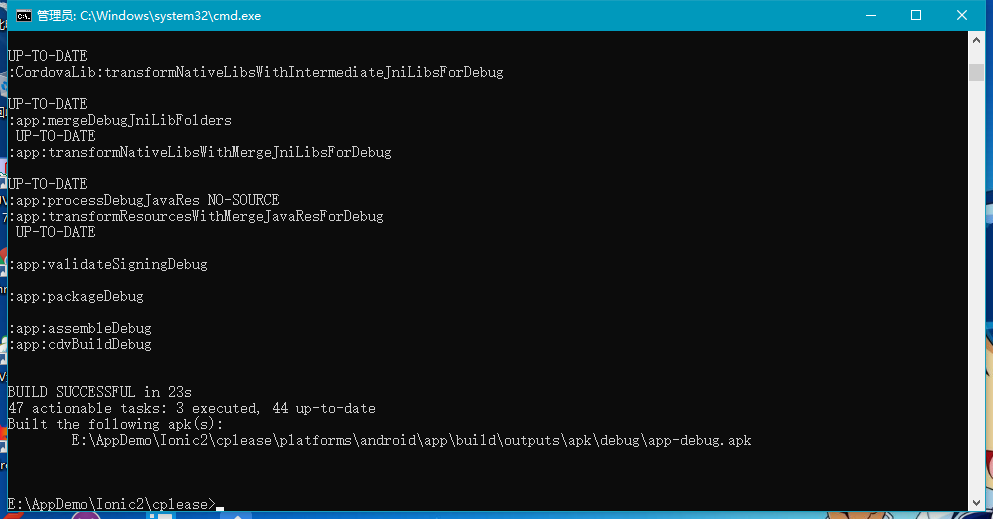 管理员: C:\Windows\system32\cmd.exe
UP-TO-DATE
:CordovaLib:transformNativeLibsWithIntermediateJniLibsForDebug
UP-TO-DATE
:app:mergeDebugJniLibFolders
UP-TO-DATE
:app:transformNativeLibsWithMergeJniLibsForDebug
UP-TO-DATE
:app:processDebugJavaRes NO-SOURCE
:app:transformResourcesWithMergeJavaResForDebug
UP-TO-DATE
:app:validateSigningDebug
:app:packageDebug
:app:assembleDebug
:app:cdvBuildDebug
BUILD SUCCESSFUL in 23s
47 actionable tasks: 3 executed, 44 up-to-date
Built the following apk(s):
E:\AppDemo\Ionic2\cplease\platforms\android\app\build\outputs\apk\debug\app-debug.apk
E:\AppDemo\Ionic2\cplease>